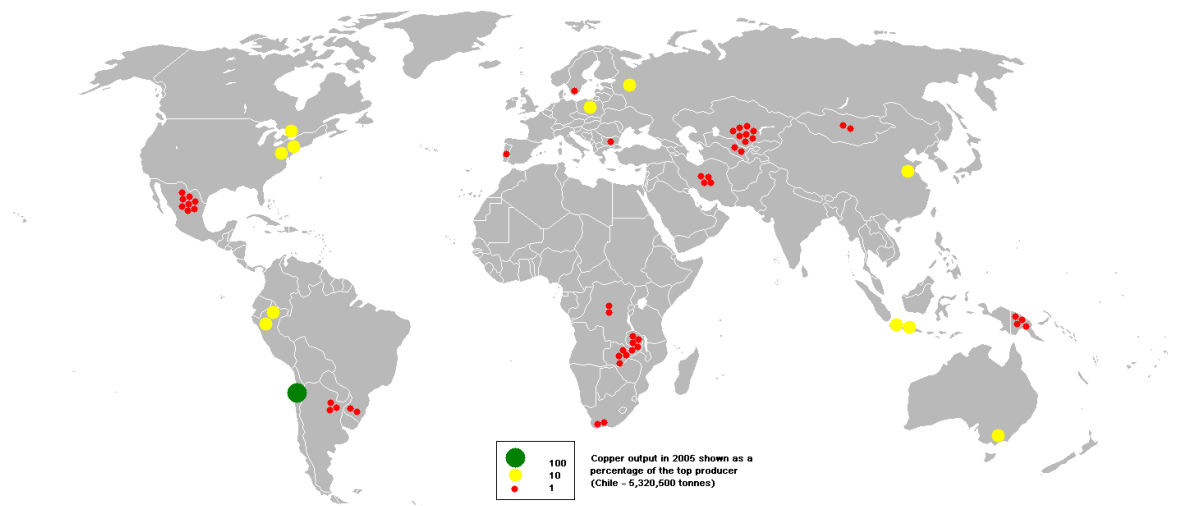 100
10
1
Copper output in 2005 shown as a
percentage of the top producer
(Chile - 5,320,500 tonnes)